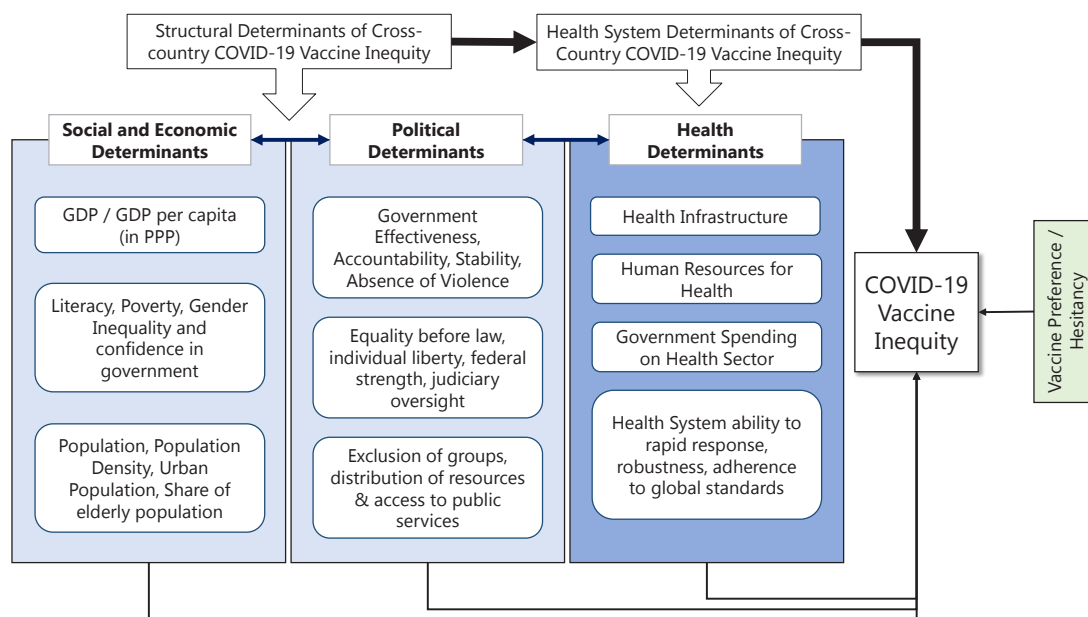 Structural Determinants of Cross-
country COVID-19 Vaccine Inequity
Health System Determinants of Cross-
Country COVID-19 Vaccine Inequity
Social and Economic
Determinants
Political
Determinants
Health
Determinants
GDP / GDP per capita
(in PPP)
Literacy, Poverty, Gender
Inequality and
confidence in
government
Population, Population
Density, Urban
Population, Share of
elderly population
Government
Effectiveness,
Accountability, Stability,
Absence of Violence
Equality before law,
individual liberty, federal
strength, judiciary
oversight
Exclusion of groups,
distribution of resources
& access to public
services
Health Infrastructure
Human Resources for
Health
Government Spending
on Health Sector
Health System ability to
rapid response,
robustness, adherence
to global standards
COVID-19
Vaccine
Inequity
Vaccine Preference /
Hesitancy